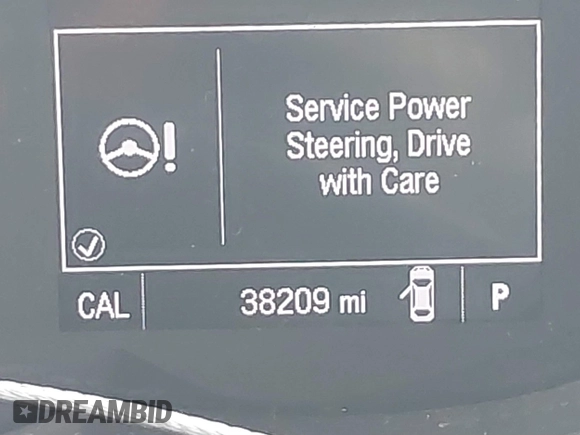 Service Power
Steering, Drive
with Care
CAL
38209 mi
P
DREAMBID